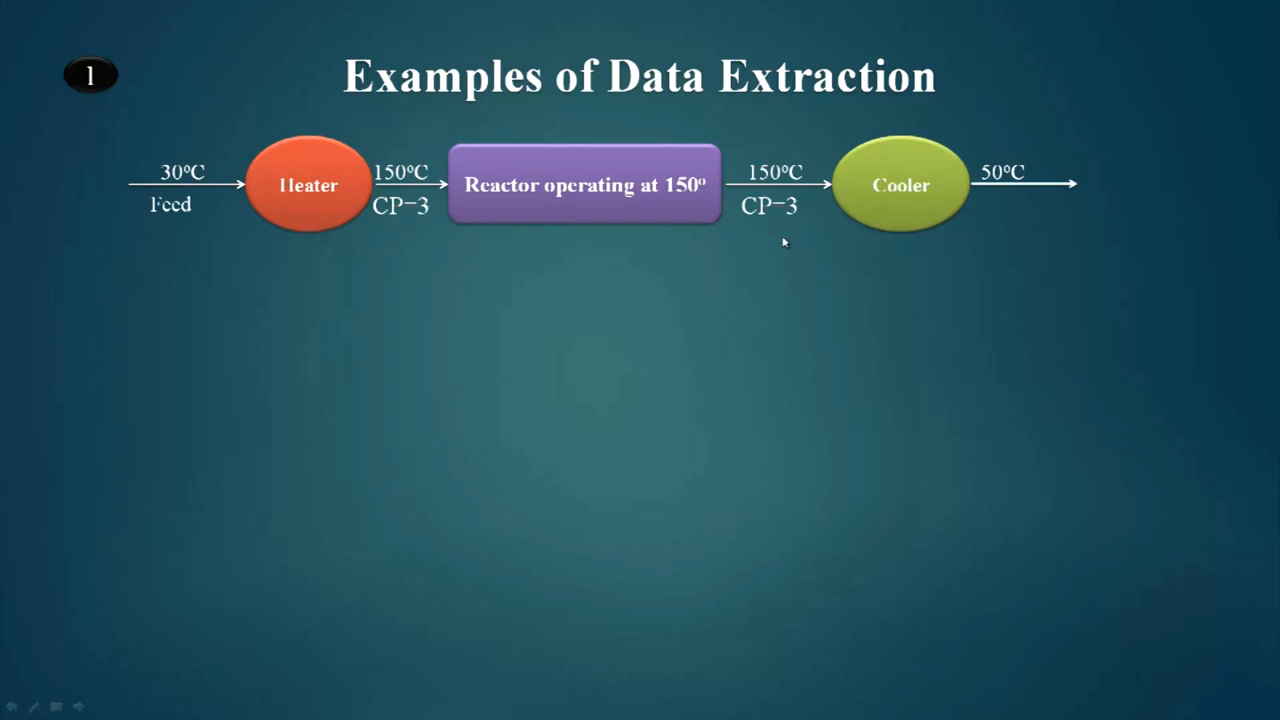 1
Examples of Data Extraction
30ºC
Feed
Heater
150ºC
CP=3
Reactor operating at 150º
150ºC
CP=3
Cooler
50ºC